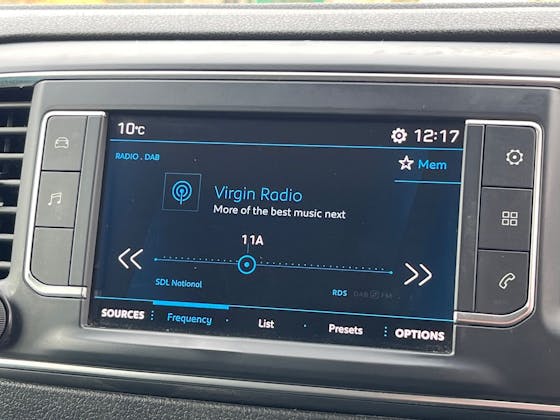 10°C
12:17
RADIO . DAB
Mem
Virgin Radio
More of the best music next
11A
SDL National
RDS DAB FM
SOURCES Frequency List Presets OPTIONS